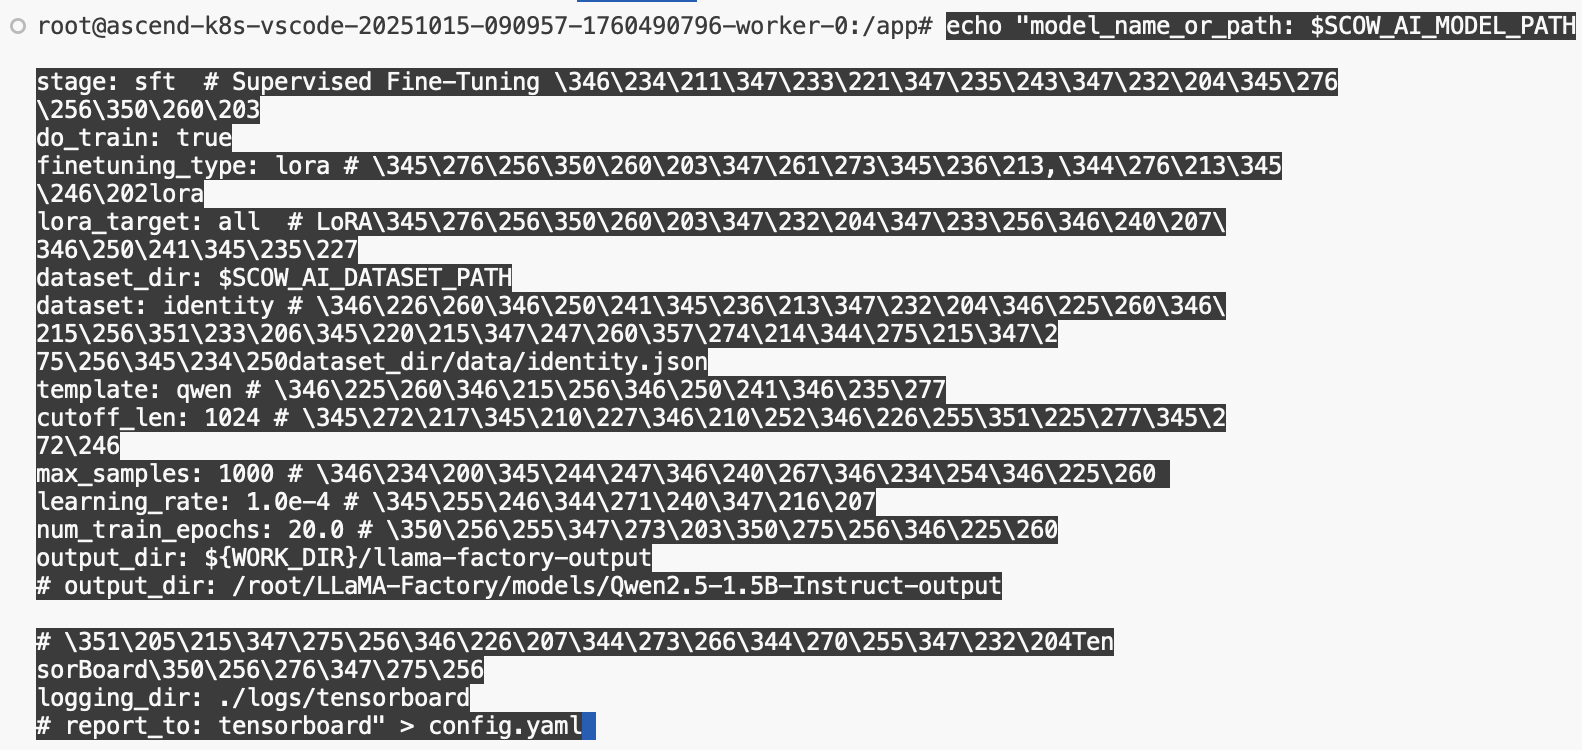 root@ascend-k8s-vscode-20251015-090957-1760490796-worker-0:/app# echo "model_name_or_path: $SCOW_AI_MODEL_PATH
stage: sft  # Supervised Fine-Tuning \346\234\211\347\233\221\347\235\243\347\232\204\345\276
\256\350\260\203
do_train: true
finetuning_type: lora # \345\276\256\350\260\203\347\261\273\345\236\213,\344\276\213\345
\246\202lora
lora_target: all  # LoRA\345\276\256\350\260\203\347\232\204\347\233\256\346\240\207\
346\250\241\345\235\227
dataset_dir: $SCOW_AI_DATASET_PATH
dataset: identity # \346\226\260\346\250\241\345\236\213\347\232\204\346\225\260\346\
215\256\351\233\206\345\220\215\347\247\260\357\274\214\344\275\215\347\2
75\256\345\234\250dataset_dir/data/identity.json
template: qwen # \346\225\260\346\215\256\346\250\241\346\235\277
cutoff_len: 1024 # \345\272\217\345\210\227\346\210\252\346\226\255\351\225\277\345\2
72\246
max_samples: 1000 # \346\234\200\345\244\247\346\240\267\346\234\254\346\225\260
learning_rate: 1.0e-4 # \345\255\246\344\271\240\347\216\207
num_train_epochs: 20.0 # \350\256\255\347\273\203\350\275\256\346\225\260
output_dir: ${WORK_DIR}/llama-factory-output
# output_dir: /root/LLaMA-Factory/models/Qwen2.5-1.5B-Instruct-output
# \351\205\215\347\275\256\346\226\207\344\273\266\344\270\255\347\232\204Ten
sorBoard\350\256\276\347\275\256
logging_dir: ./logs/tensorboard
# report_to: tensorboard" > config.yaml